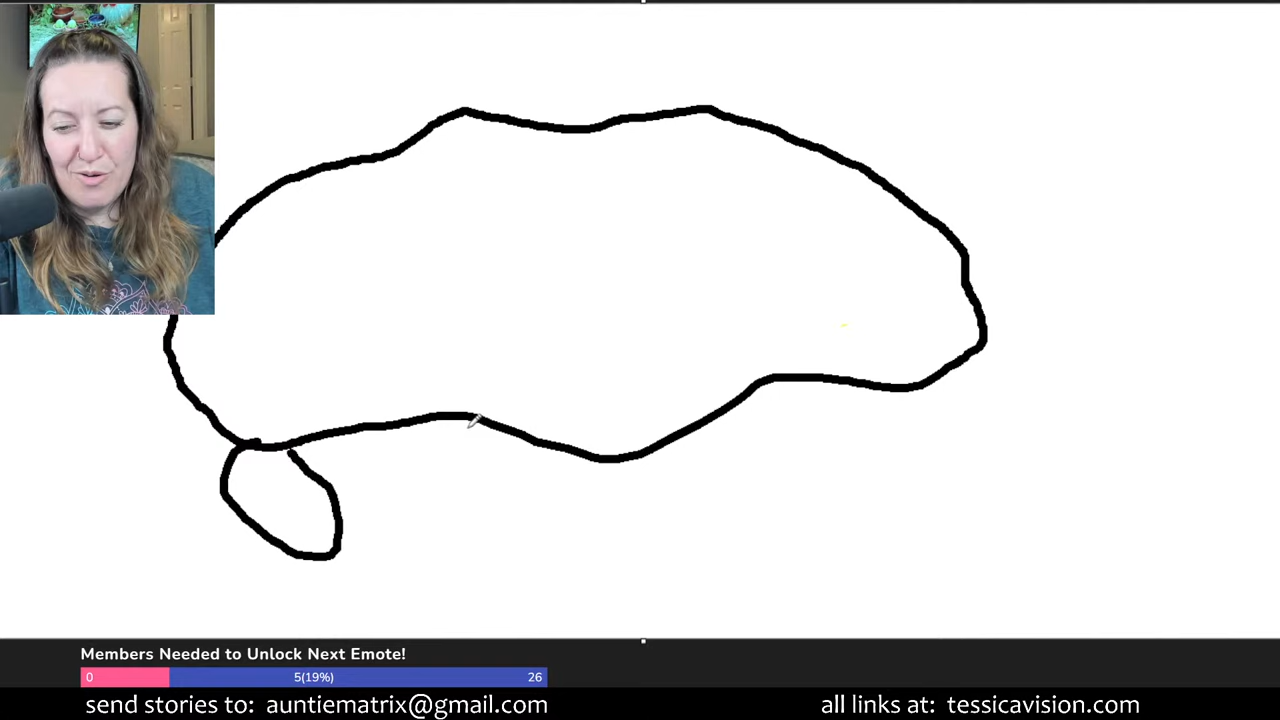 Members Needed to Unlock Next Emote!
0 5(19%) 26
send stories to: auntiematrix@gmail.com
all links at: tessicavision.com